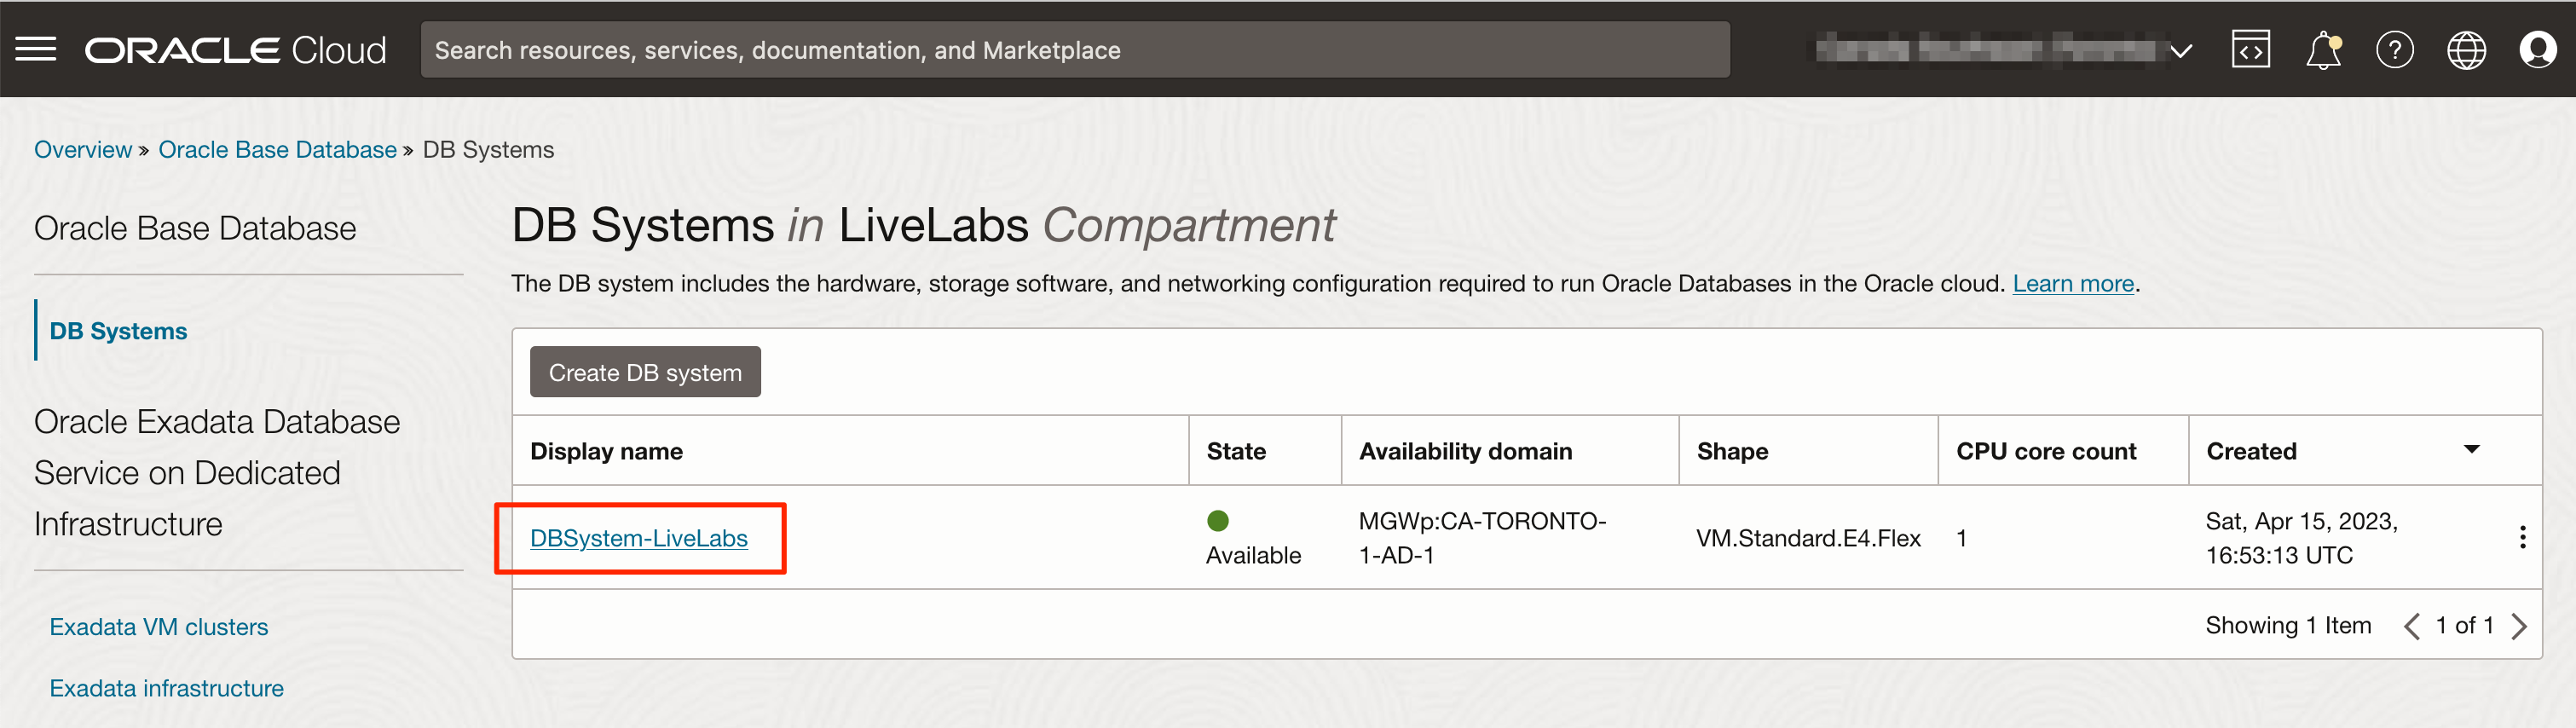 ORACLE Cloud
Search resources, services, documentation, and Marketplace
Overview » Oracle Base Database » DB Systems
Oracle Base Database
DB Systems
Oracle Exadata Database
Service on Dedicated
Infrastructure
Exadata VM clusters
Exadata infrastructure
DB Systems in LiveLabs Compartment
The DB system includes the hardware, storage software, and networking configuration required to run Oracle Databases in the Oracle cloud. Learn more.
Create DB system
Display name State Availability domain Shape CPU core count Created
DBSystem-LiveLabs Available MGWp:CA-TORONTO-1-AD-1 VM.Standard.E4.Flex 1 Sat, Apr 15, 2023, 16:53:13 UTC
Showing 1 Item 1 of 1